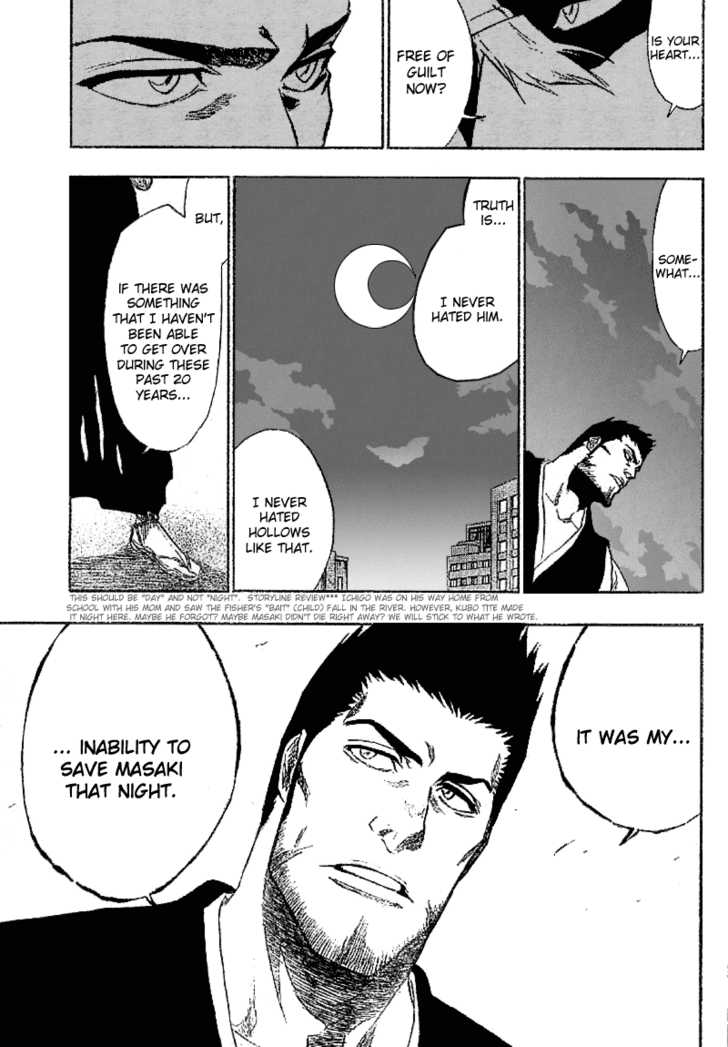 IS YOUR
HEART...
FREE OF
GUILT
NOW?
SOME-
WHAT...
TRUTH
IS...
I NEVER
HATED HIM.
I NEVER
HATED
HOLLOWS
LIKE THAT.
BUT,
IF THERE WAS
SOMETHING
THAT I HAVEN'T
BEEN ABLE
TO GET OVER
DURING THESE
PAST 20
YEARS...
THIS SHOULD BE "DAY" AND NOT "NIGHT". STORYLINE REVIEW*** ICHIGO WAS ON HIS WAY HOME FROM
SCHOOL WITH HIS MOM AND SAW THE FISHER'S "BAIT" (CHILD) FALL IN THE RIVER. HOWEVER, KUBO TITE MADE
IT NIGHT HERE. MAYBE HE FORGOT? MAYBE MASAKI DIDN'T DIE RIGHT AWAY? WE WILL STICK TO WHAT HE WROTE.
IT WAS MY...
... INABILITY TO
SAVE MASAKI
THAT NIGHT.